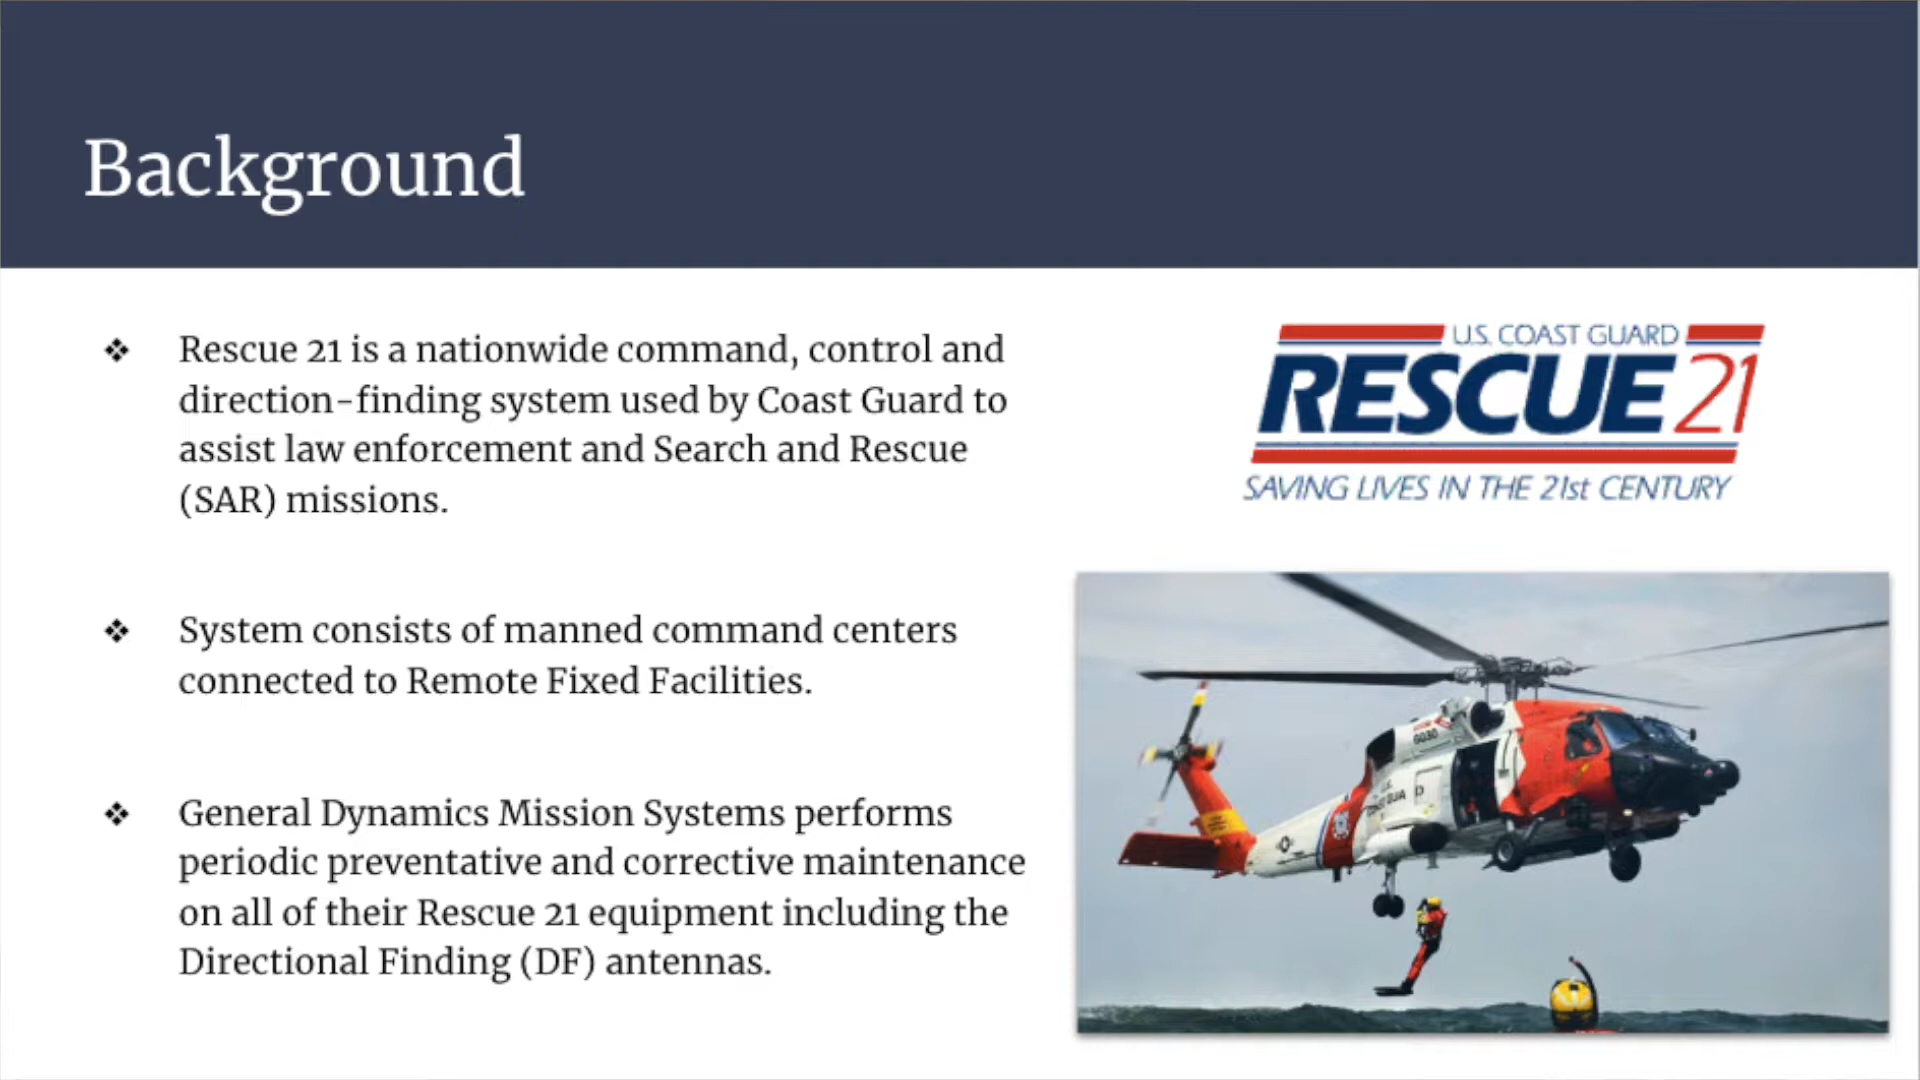 Background
❖ Rescue 21 is a nationwide command, control and
direction-finding system used by Coast Guard to
assist law enforcement and Search and Rescue
(SAR) missions.
❖ System consists of manned command centers
connected to Remote Fixed Facilities.
❖ General Dynamics Mission Systems performs
periodic preventative and corrective maintenance
on all of their Rescue 21 equipment including the
Directional Finding (DF) antennas.
U.S. COAST GUARD
RESCUE 21
SAVING LIVES IN THE 21st CENTURY
6030